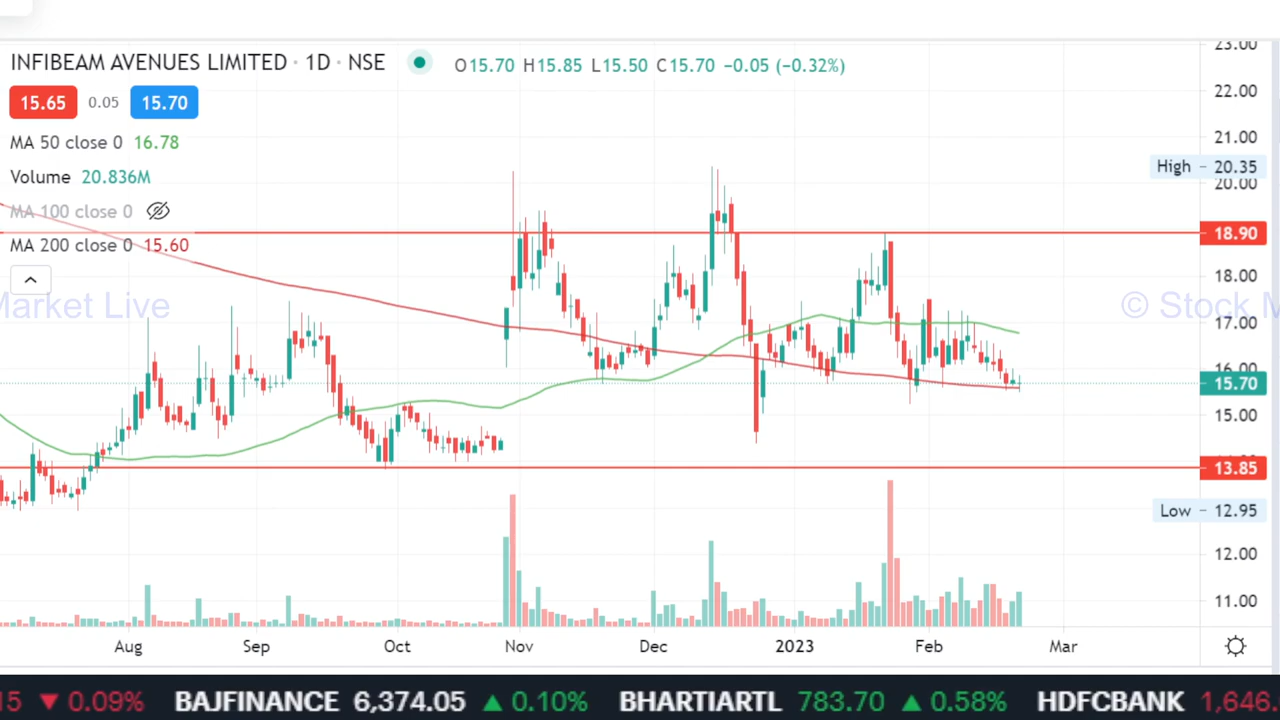 INFIBEAM AVENUES LIMITED · 1D · NSE O15.70 H15.85 L15.50 C15.70 −0.05 (−0.32%)
15.65 0.05 15.70
MA 50 close 0 16.78
Volume 20.836M
MA 100 close 0
MA 200 close 0 15.60
Market Live
© Stock M
23.00
22.00
21.00
High 20.35
20.00
18.90
18.00
17.00
16.00
15.70
15.00
13.85
Low 12.95
12.00
11.00
Aug Sep Oct Nov Dec 2023 Feb Mar
15 ▼ 0.09% BAJFINANCE 6,374.05 ▲ 0.10% BHARTIARTL 783.70 ▲ 0.58% HDFCBANK 1,646.